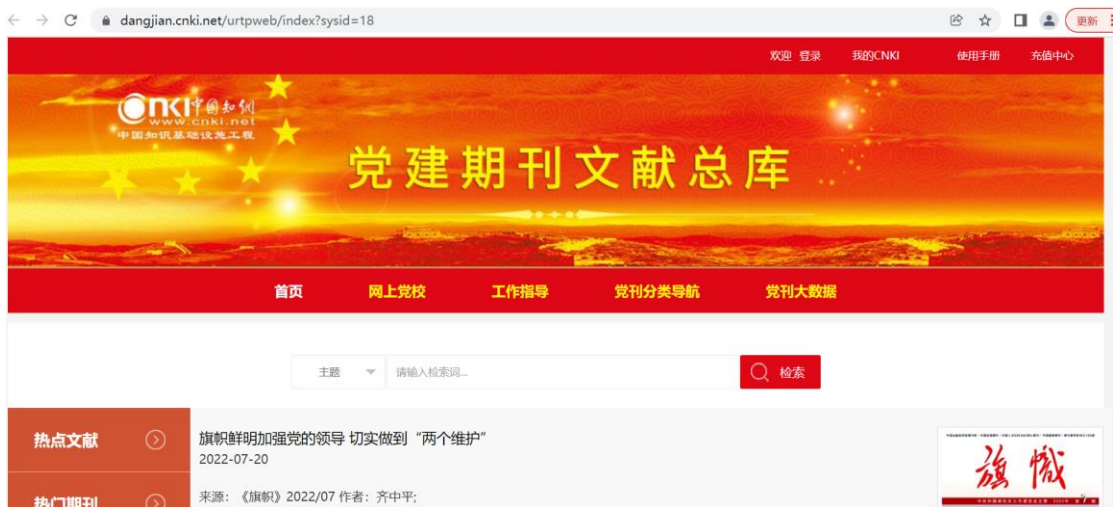 dangjian.cnki.net/urtpweb/index?sysid=18
更新
欢迎 登录 我的CNKI 使用手册 充值中心
cnki 中国知网
www.cnki.net
中国知识基础设施工程
党建期刊文献总库
首页 网上党校 工作指导 党刊分类导航 党刊大数据
主题 请输入检索词... 检索
热点文献
旗帜鲜明加强党的领导 切实做到“两个维护”
2022-07-20
来源：《旗帜》2022/07 作者：齐中平;
热门期刊
旗帜